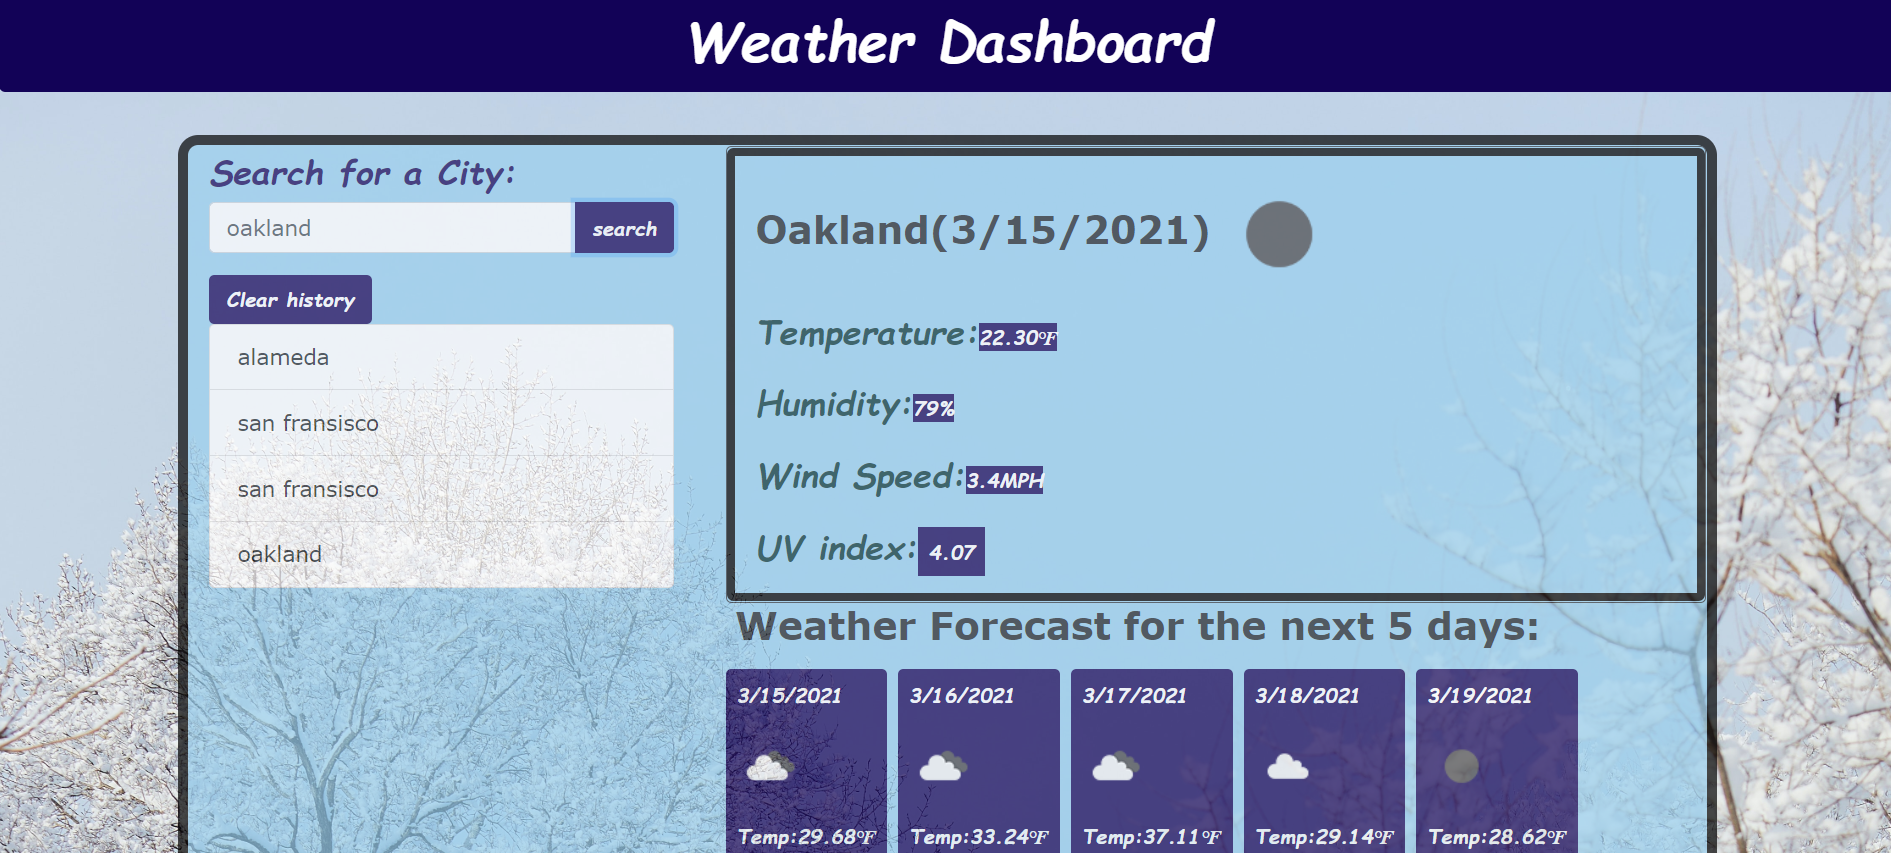 Weather Dashboard
Search for a City:
oakland
search
Clear history
alameda
san fransisco
san fransisco
oakland
Oakland(3/15/2021)
Temperature:22.30°F
Humidity:79%
Wind Speed:3.4MPH
UV index: 4.07
Weather Forecast for the next 5 days:
3/15/2021
Temp:29.68°F
3/16/2021
Temp:33.24°F
3/17/2021
Temp:37.11°F
3/18/2021
Temp:29.14°F
3/19/2021
Temp:28.62°F